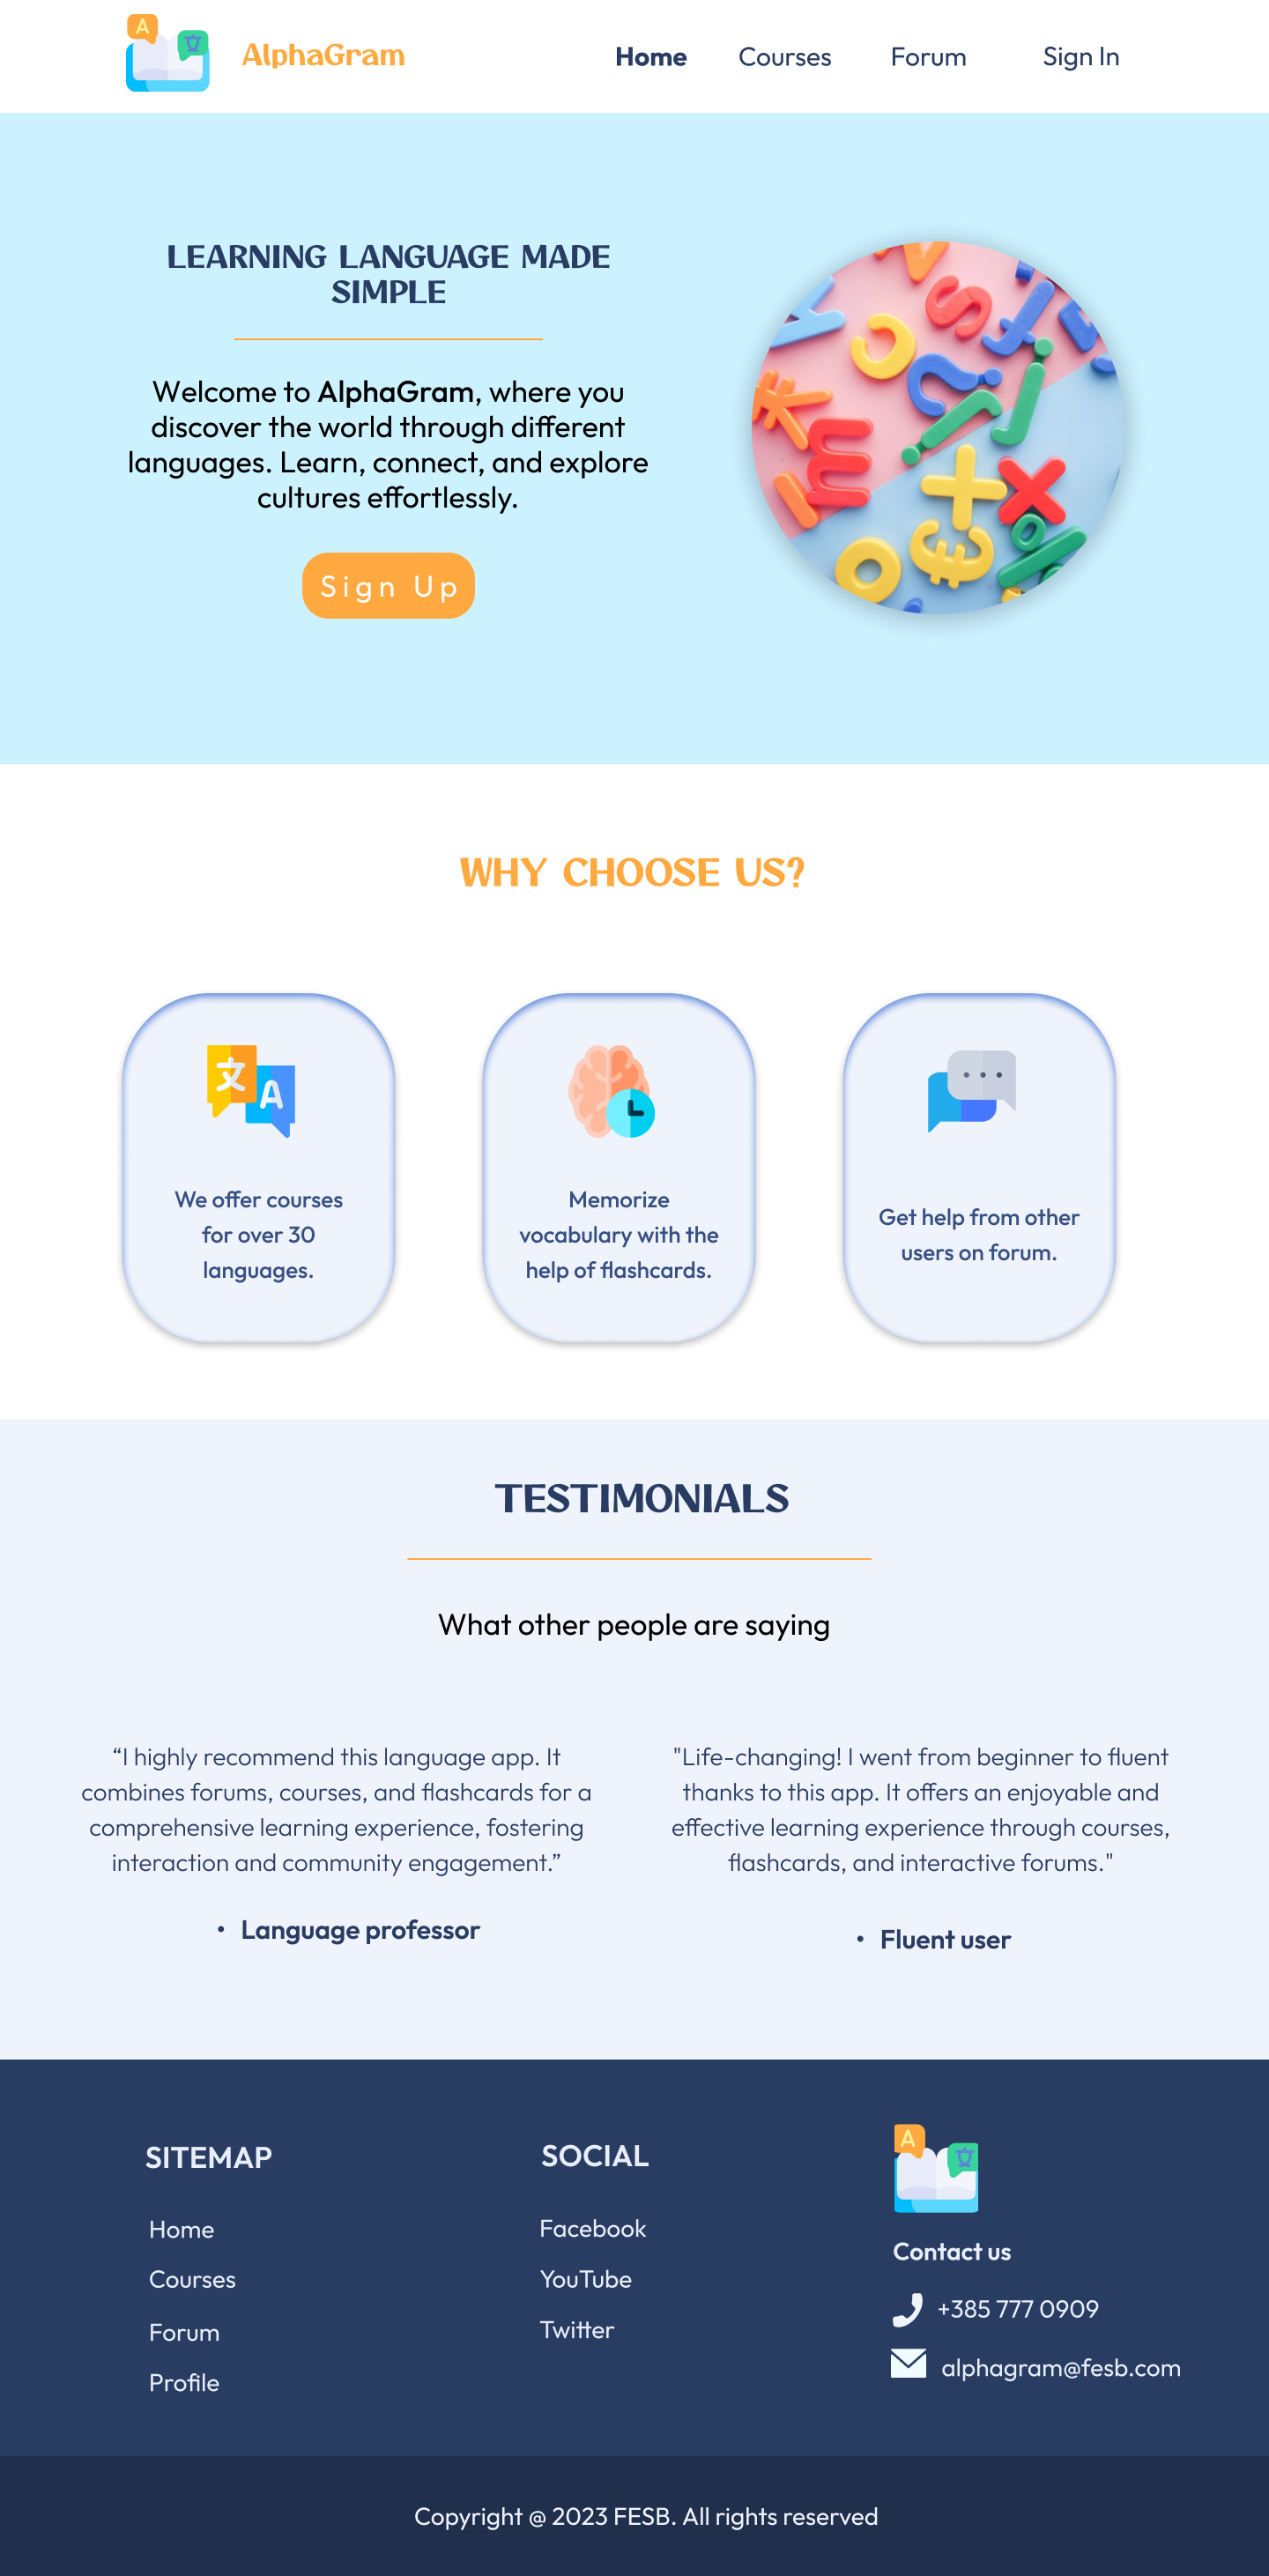 AlphaGram
Home Courses Forum Sign In
LEARNING LANGUAGE MADE
SIMPLE
Welcome to AlphaGram, where you
discover the world through different
languages. Learn, connect, and explore
cultures effortlessly.
Sign Up
WHY CHOOSE US?
文 A
We offer courses
for over 30
languages.
Memorize
vocabulary with the
help of flashcards.
Get help from other
users on forum.
TESTIMONIALS
What other people are saying
“I highly recommend this language app. It
combines forums, courses, and flashcards for a
comprehensive learning experience, fostering
interaction and community engagement.”
• Language professor
"Life-changing! I went from beginner to fluent
thanks to this app. It offers an enjoyable and
effective learning experience through courses,
flashcards, and interactive forums."
• Fluent user
SITEMAP
Home
Courses
Forum
Profile
SOCIAL
Facebook
YouTube
Twitter
A
Contact us
+385 777 0909
alphagram@fesb.com
Copyright @ 2023 FESB. All rights reserved